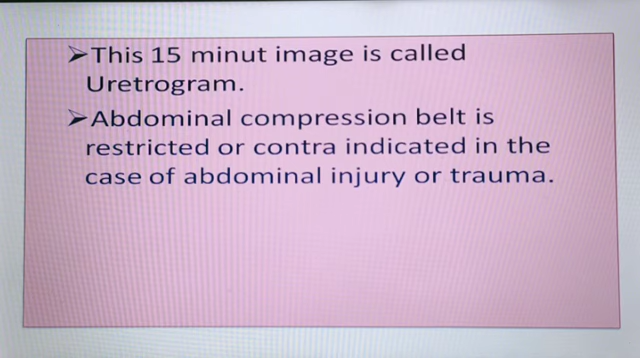 ➢This 15 minut image is called
Uretrogram.
➢Abdominal compression belt is
restricted or contra indicated in the
case of abdominal injury or trauma.